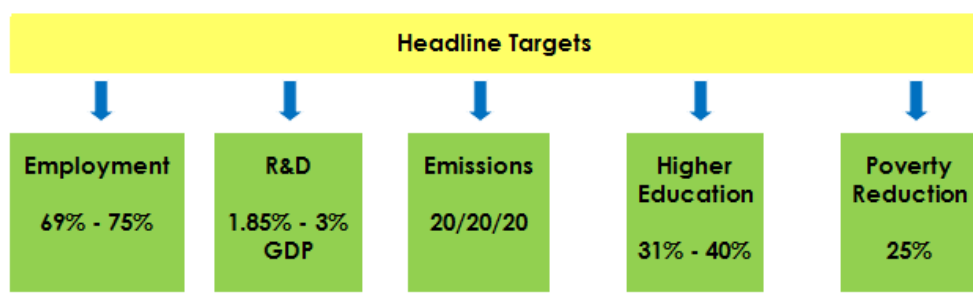 Headline Targets
Employment
69% - 75%
R&D
1.85% - 3%
GDP
Emissions
20/20/20
Higher
Education
31% - 40%
Poverty
Reduction
25%